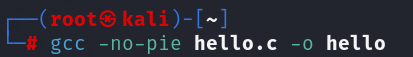 ┌──(root㉿kali)-[~]
└─# gcc -no-pie hello.c -o hello